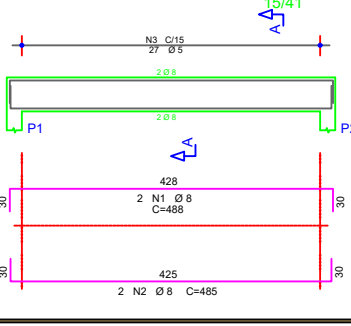 15/41
A
N3 C/15
27 Ø 5
2 Ø 8
2 Ø 8
P1
P2
A
428
2 N1 Ø 8
C=488
30
30
425
30
30
2 N2 Ø 8 C=485